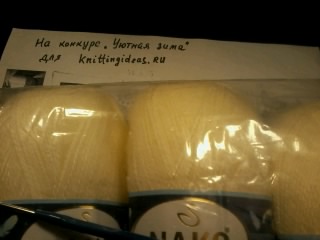 На конкурс „Уютная зима"
для knittingideas.ru
NAKO